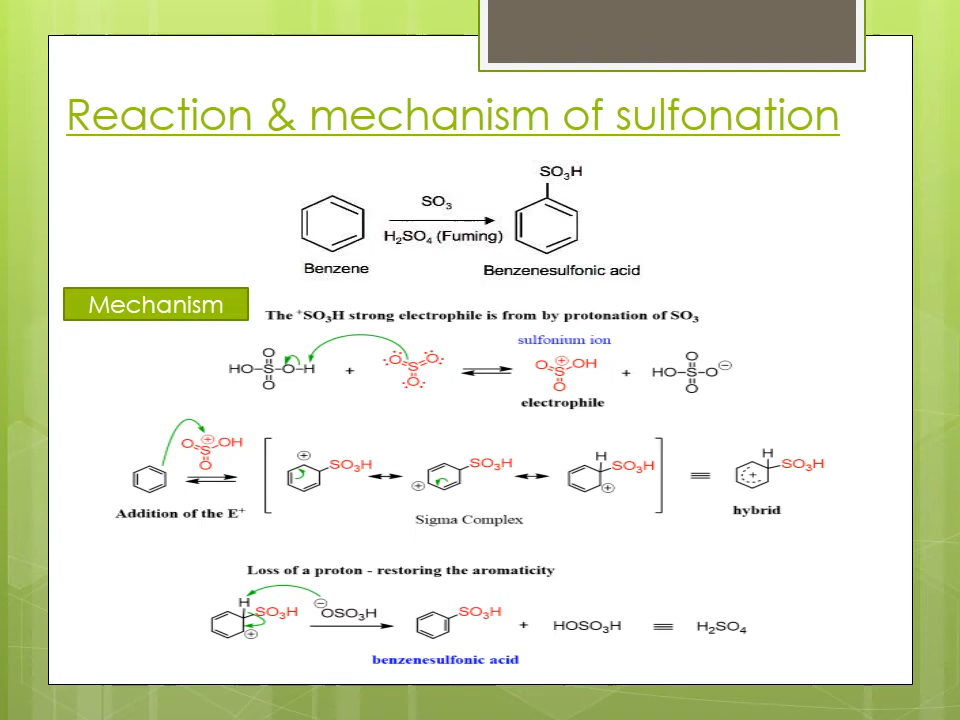 Reaction & mechanism of sulfonation
SO₃H
SO₃
H₂SO₄ (Fuming)
Benzene
Benzenesulfonic acid
Mechanism
The ⁺SO₃H strong electrophile is from by protonation of SO₃
sulfonium ion
HO–S–O–H + O S O O ⇌ O S OH O + HO–S–O ⊖
O O O O
electrophile
O S OH O
SO₃H SO₃H H SO₃H ≡ H SO₃H
Addition of the E⁺
Sigma Complex
hybrid
Loss of a proton - restoring the aromaticity
H SO₃H OSO₃H SO₃H + HOSO₃H ≡ H₂SO₄
benzenesulfonic acid